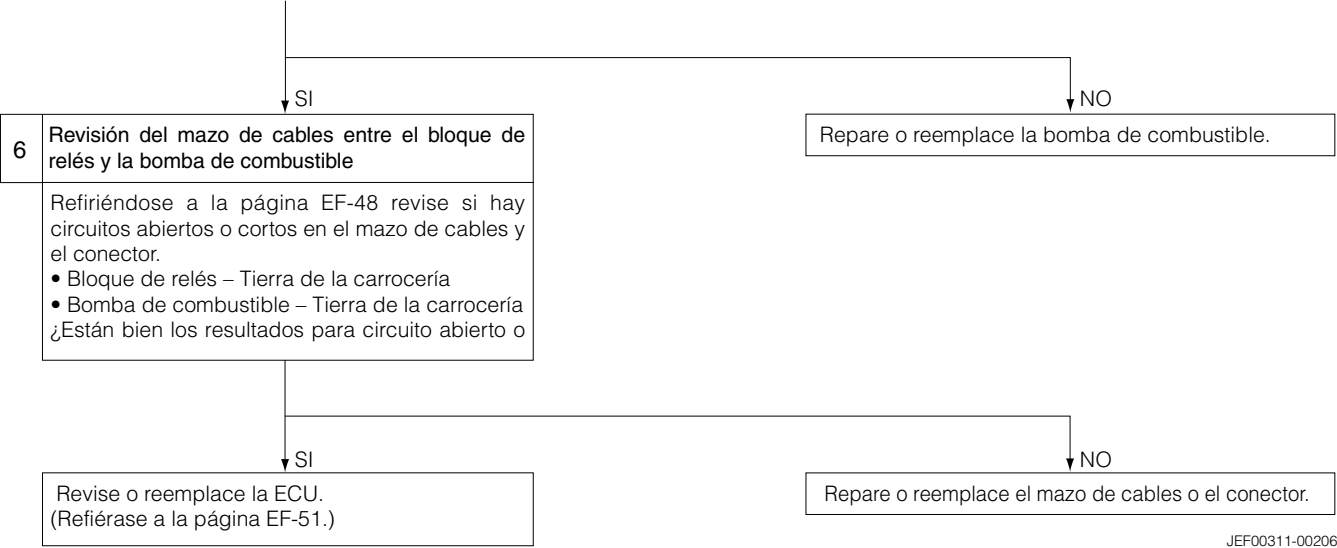 SI
NO
6
Revisión del mazo de cables entre el bloque de
relés y la bomba de combustible
Repare o reemplace la bomba de combustible.
Refiriéndose a la página EF-48 revise si hay
circuitos abiertos o cortos en el mazo de cables y
el conector.
• Bloque de relés – Tierra de la carrocería
• Bomba de combustible – Tierra de la carrocería
¿Están bien los resultados para circuito abierto o
SI
NO
Revise o reemplace la ECU.
(Refiérase a la página EF-51.)
Repare o reemplace el mazo de cables o el conector.
JEF00311-00206